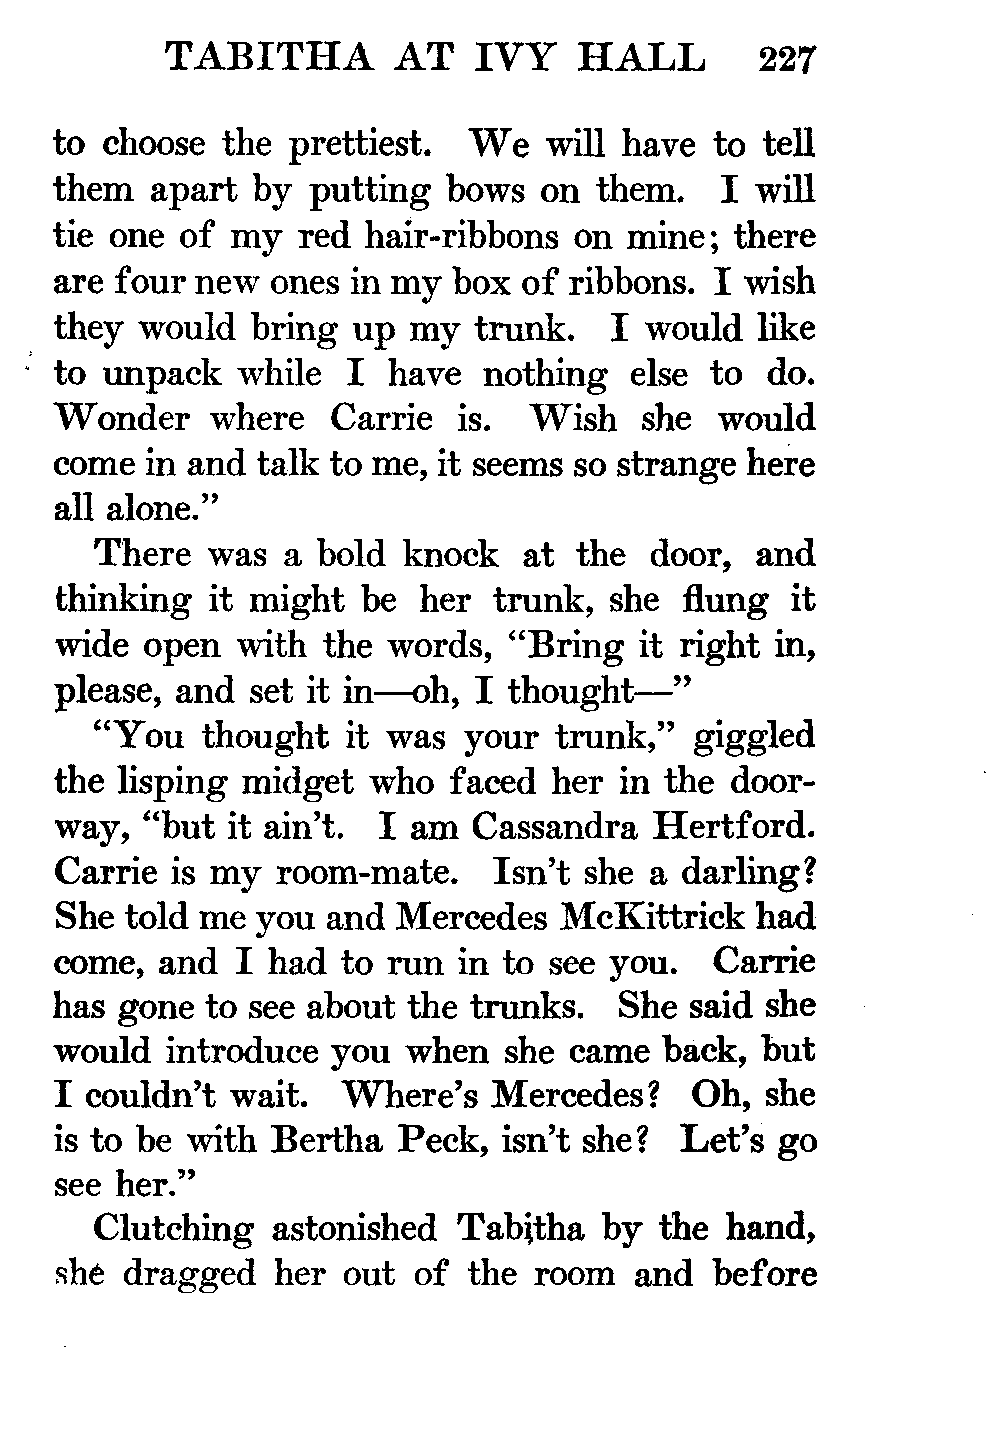 TABITHA AT IVY HALL 227
to choose the prettiest. We will have to tell
them apart by putting bows on them. I will
tie one of my red hair-ribbons on mine; there
are four new ones in my box of ribbons. I wish
they would bring up my trunk. I would like
to unpack while I have nothing else to do.
Wonder where Carrie is. Wish she would
come in and talk to me, it seems so strange here
all alone.”
There was a bold knock at the door, and
thinking it might be her trunk, she flung it
wide open with the words, “Bring it right in,
please, and set it in—oh, I thought—”
“You thought it was your trunk,” giggled
the lisping midget who faced her in the door-
way, “but it ain't. I am Cassandra Hertford.
Carrie is my room-mate. Isn't she a darling?
She told me you and Mercedes McKittrick had
come, and I had to run in to see you. Carrie
has gone to see about the trunks. She said she
would introduce you when she came back, but
I couldn't wait. Where's Mercedes? Oh, she
is to be with Bertha Peck, isn't she? Let's go
see her.”
Clutching astonished Tabitha by the hand,
she dragged her out of the room and before